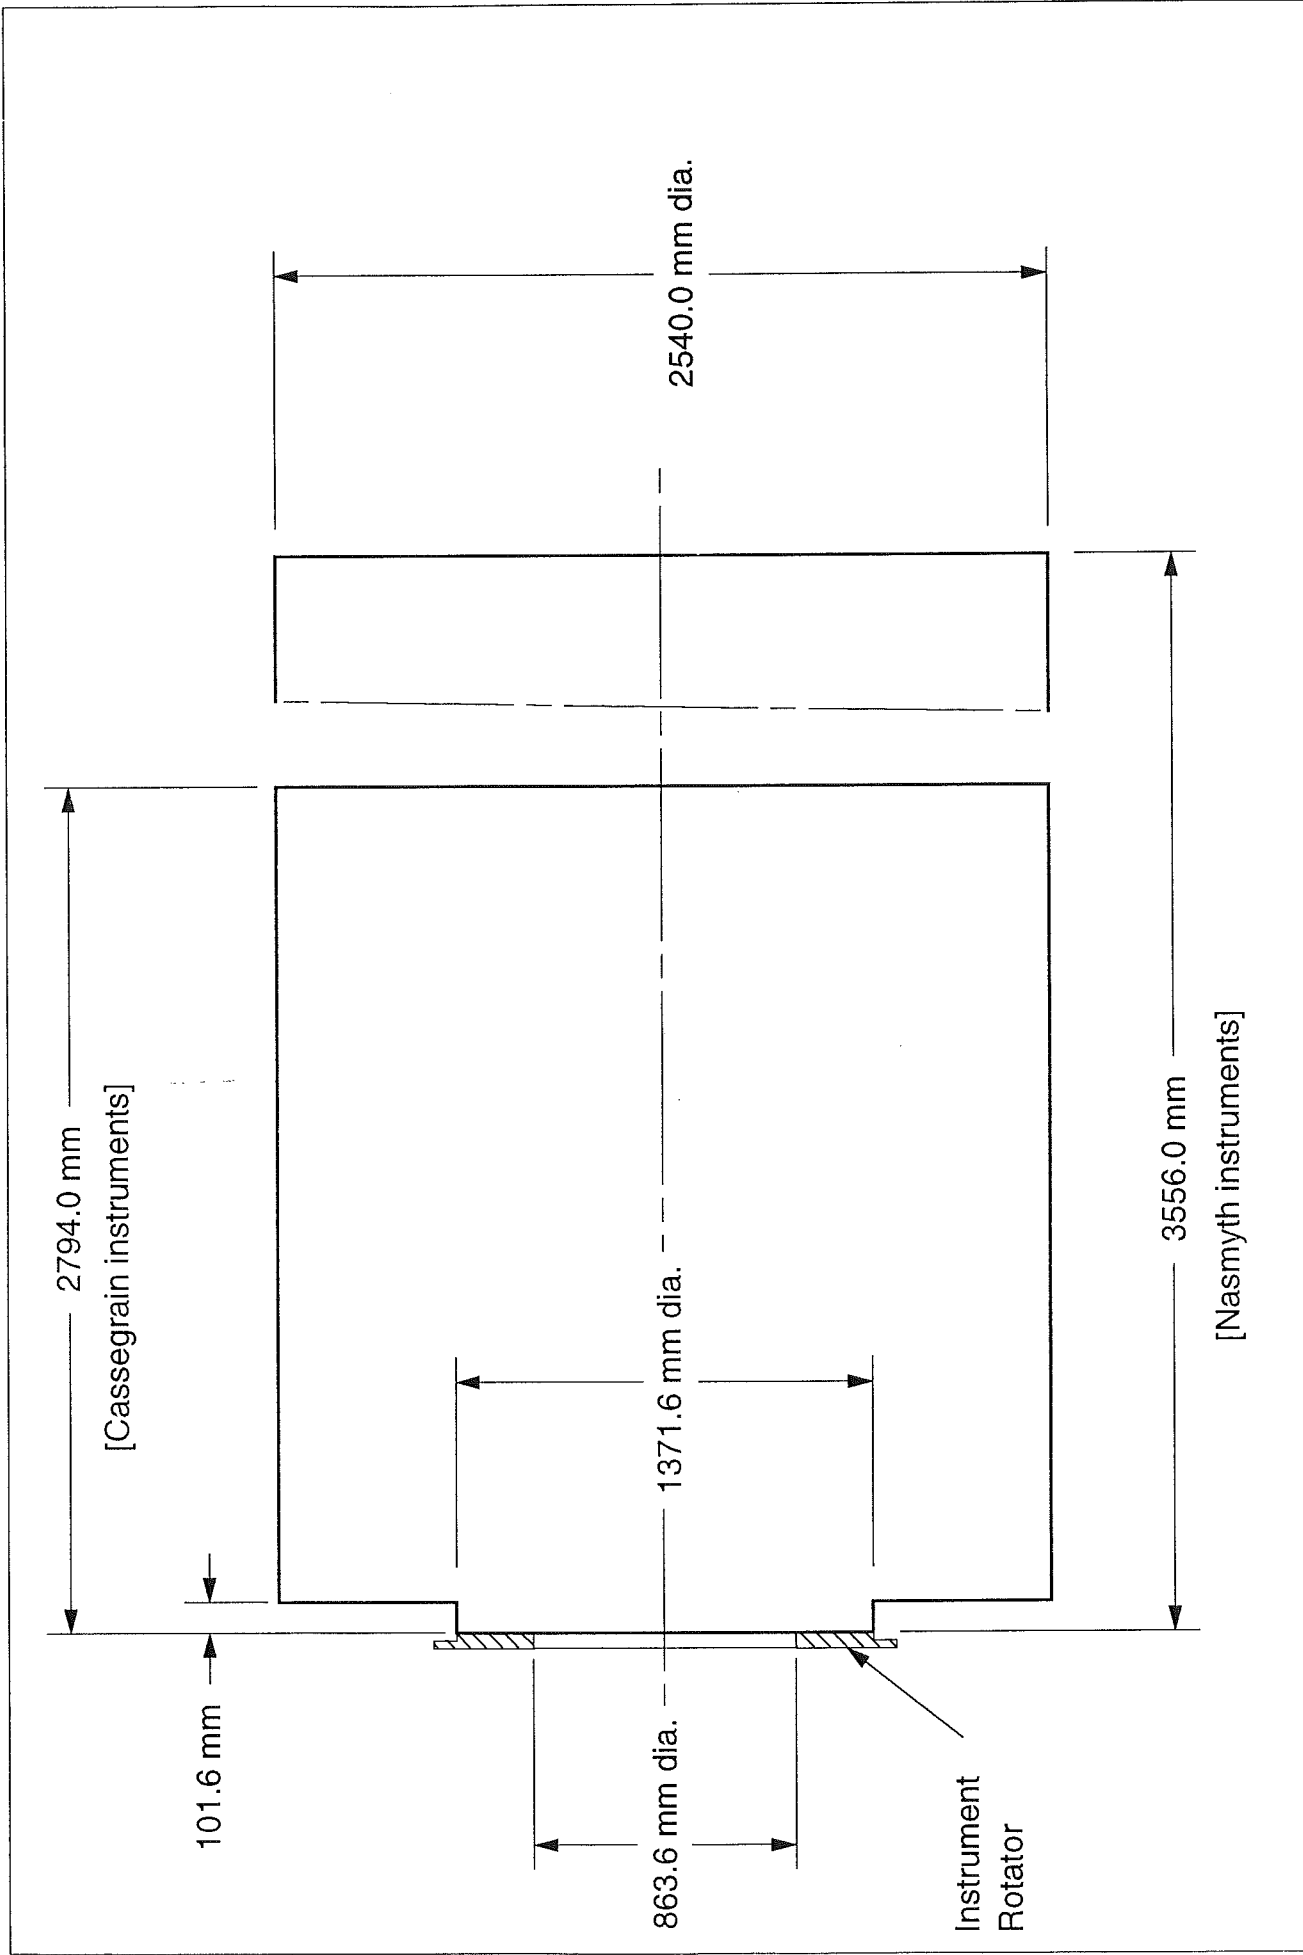 2794.0 mm
[Cassegrain instruments]
101.6 mm
2540.0 mm dia.
1371.6 mm dia.
863.6 mm dia.
Instrument
Rotator
3556.0 mm
[Nasmyth instruments]